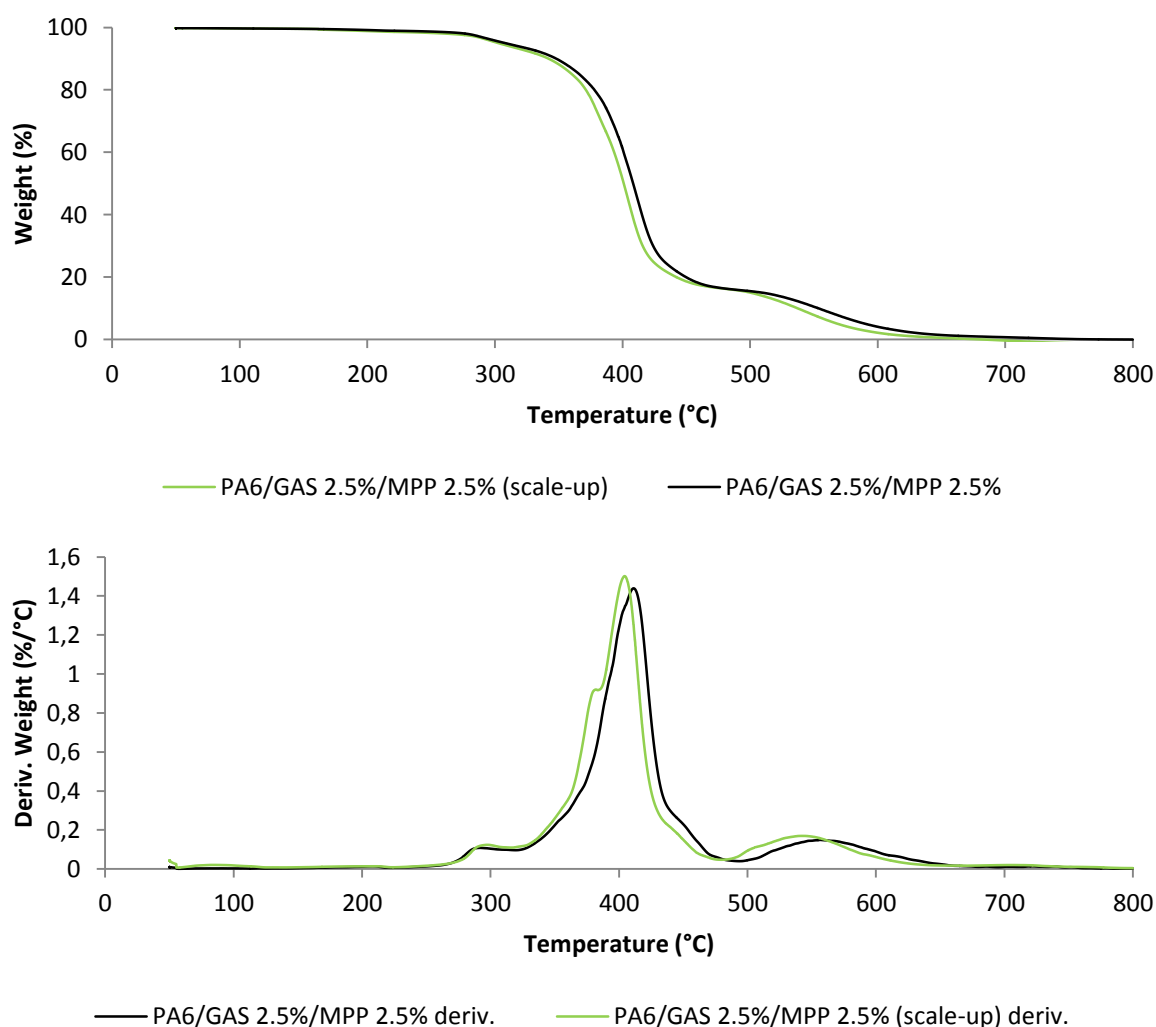 100
80
60
40
20
0
Weight (%)
0 100 200 300 400 500 600 700 800
Temperature (°C)
PA6/GAS 2.5%/MPP 2.5% (scale-up) PA6/GAS 2.5%/MPP 2.5%
1,6
1,4
1,2
1
0,8
0,6
0,4
0,2
0
Deriv. Weight (%/°C)
0 100 200 300 400 500 600 700 800
Temperature (°C)
PA6/GAS 2.5%/MPP 2.5% deriv. PA6/GAS 2.5%/MPP 2.5% (scale-up) deriv.